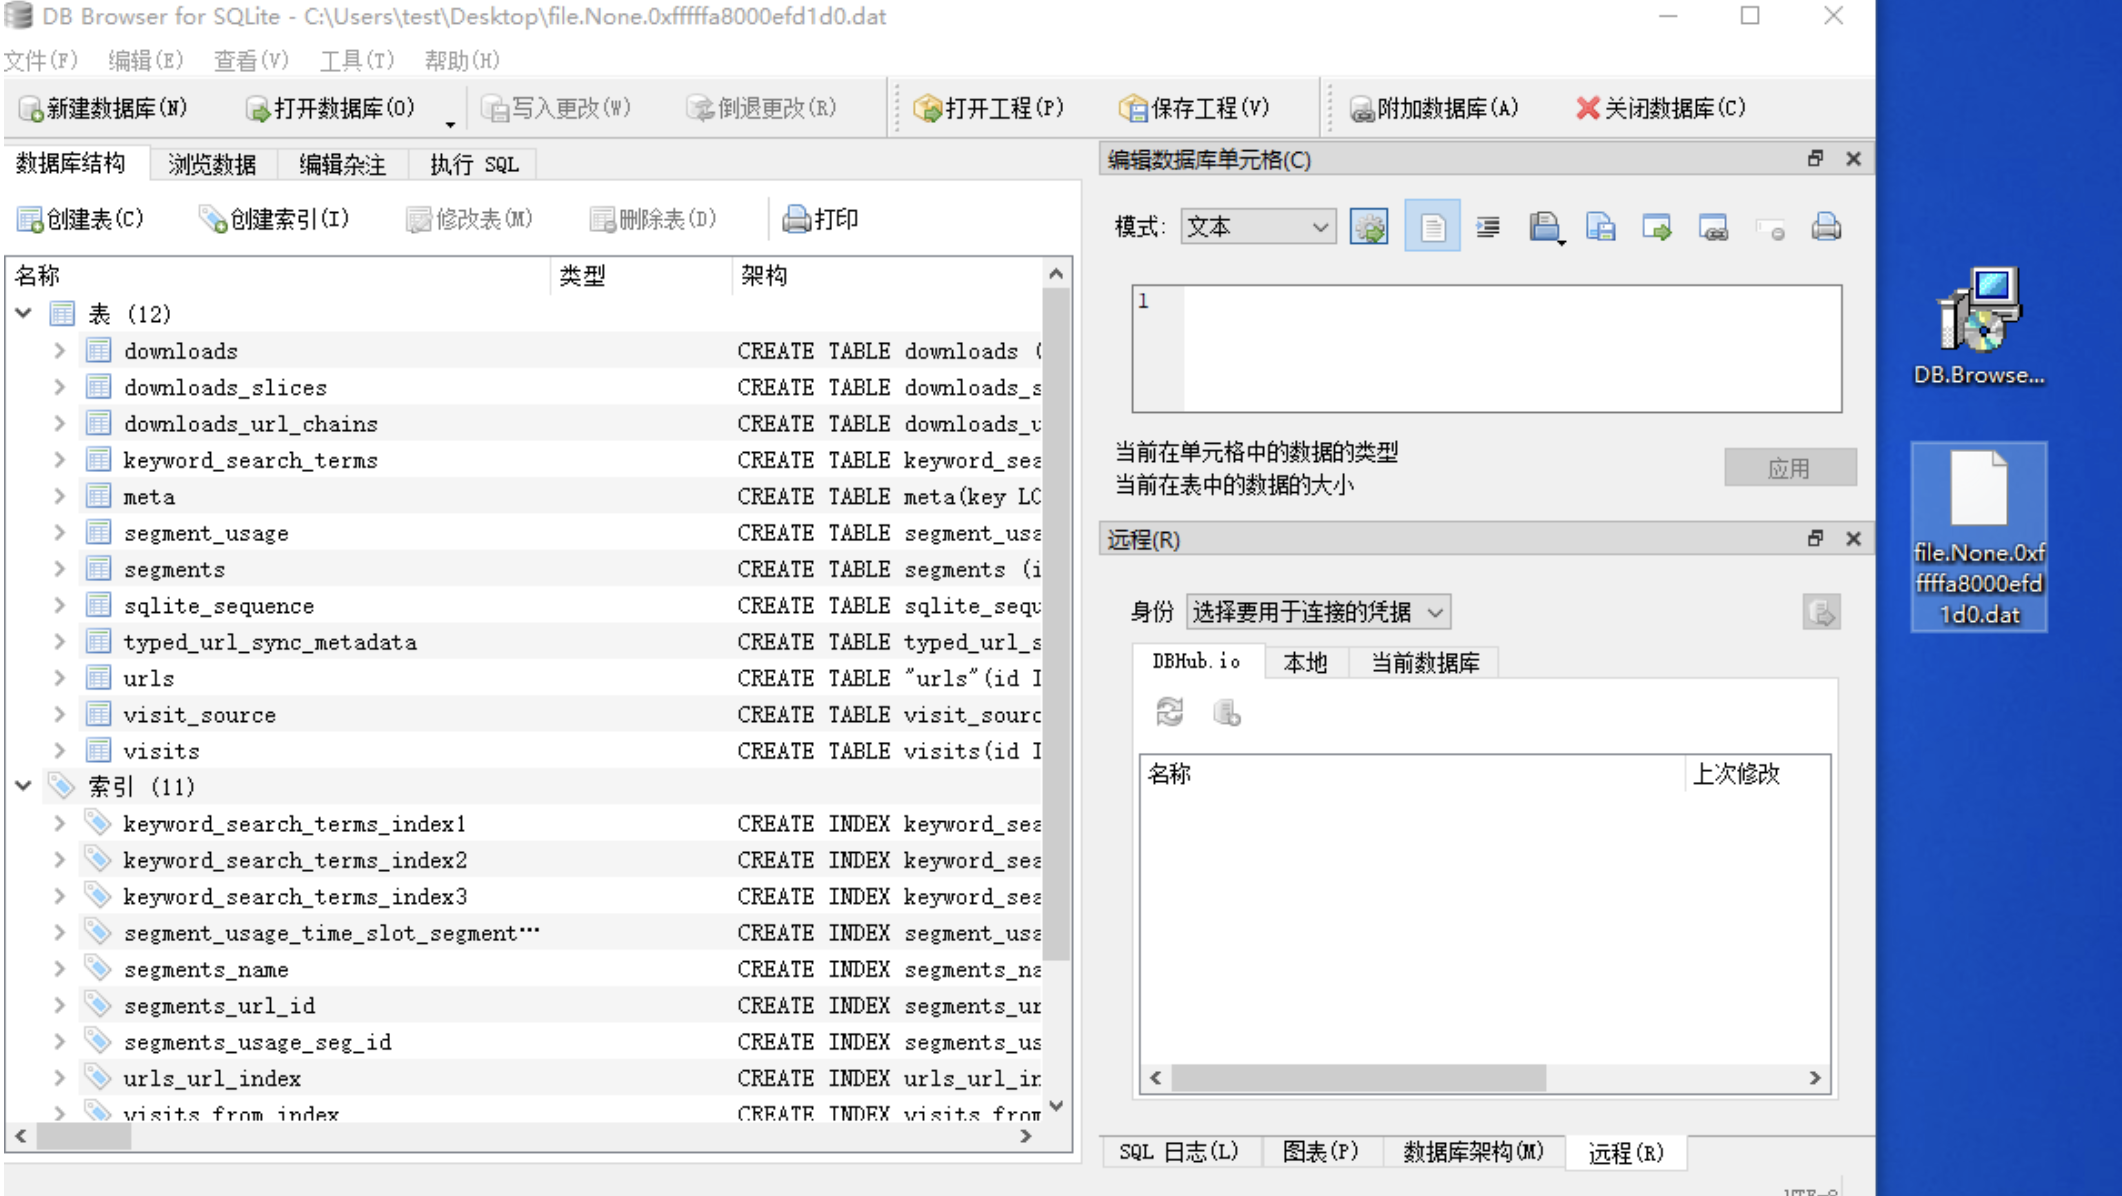 DB Browser for SQLite - C:\Users\test\Desktop\file.None.0xfffffa8000efd1d0.dat
文件(F) 编辑(E) 查看(V) 工具(T) 帮助(H)
新建数据库(N) 打开数据库(O) 写入更改(W) 倒退更改(R) 打开工程(P) 保存工程(V) 附加数据库(A) 关闭数据库(C)
数据库结构 浏览数据 编辑杂注 执行 SQL
创建表(C) 创建索引(I) 修改表(M) 删除表(D) 打印
名称 类型 架构
表 (12)
downloads CREATE TABLE downloads (
downloads_slices CREATE TABLE downloads_s
downloads_url_chains CREATE TABLE downloads_u
keyword_search_terms CREATE TABLE keyword_sea
meta CREATE TABLE meta(key LO
segment_usage CREATE TABLE segment_usa
segments CREATE TABLE segments (i
sqlite_sequence CREATE TABLE sqlite_sequ
typed_url_sync_metadata CREATE TABLE typed_url_s
urls CREATE TABLE "urls"(id I
visit_source CREATE TABLE visit_sourc
visits CREATE TABLE visits(id I
索引 (11)
keyword_search_terms_index1 CREATE INDEX keyword_sea
keyword_search_terms_index2 CREATE INDEX keyword_sea
keyword_search_terms_index3 CREATE INDEX keyword_sea
segment_usage_time_slot_segment… CREATE INDEX segment_usa
segments_name CREATE INDEX segments_na
segments_url_id CREATE INDEX segments_ur
segments_usage_seg_id CREATE INDEX segments_us
urls_url_index CREATE INDEX urls_url_in
visits_from_index CREATE INDEX visits_from
编辑数据库单元格(C)
模式: 文本
1
当前在单元格中的数据的类型
当前在表中的数据的大小
应用
远程(R)
身份 选择要用于连接的凭据
DBHub.io 本地 当前数据库
名称 上次修改
SQL 日志(L) 图表(P) 数据库架构(M) 远程(R)
UTF-8
DB.Browse...
file.None.0xf
ffffa8000efd
1d0.dat